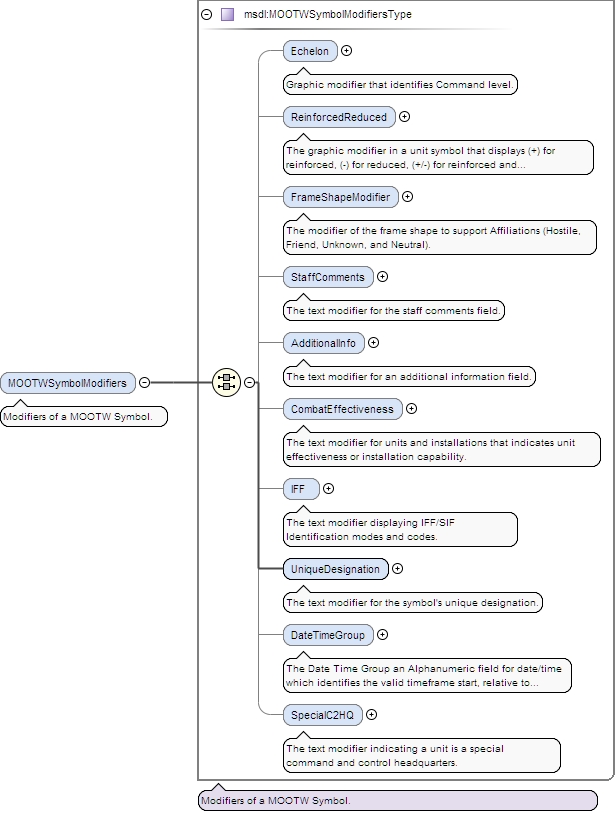 msdl:MOOTWSymbolModifiersType
Echelon
Graphic modifier that identifies Command level.
ReinforcedReduced
The graphic modifier in a unit symbol that displays (+) for
reinforced, (-) for reduced, (+/-) for reinforced and...
FrameShapeModifier
The modifier of the frame shape to support Affiliations (Hostile,
Friend, Unknown, and Neutral).
StaffComments
The text modifier for the staff comments field.
AdditionalInfo
The text modifier for an additional information field.
MOOTWSymbolModifiers
Modifiers of a MOOTW Symbol.
CombatEffectiveness
The text modifier for units and installations that indicates unit
effectiveness or installation capability.
IFF
The text modifier displaying IFF/SIF
Identification modes and codes.
UniqueDesignation
The text modifier for the symbol's unique designation.
DateTimeGroup
The Date Time Group an Alphanumeric field for date/time
which identifies the valid timeframe start, relative to...
SpecialC2HQ
The text modifier indicating a unit is a special
command and control headquarters.
Modifiers of a MOOTW Symbol.